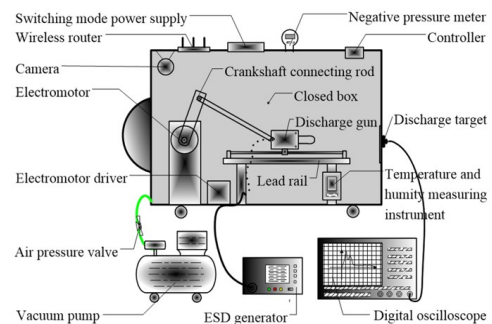 Switching mode power supply
Negative pressure meter
Wireless router
Controller
Camera
Crankshaft connecting rod
Electromotor
Closed box
Discharge gun
Discharge target
Electromotor driver
Lead rail
Temperature and
humity measuring
instrument
Air pressure valve
Vacuum pump
ESD generator
Digital oscilloscope